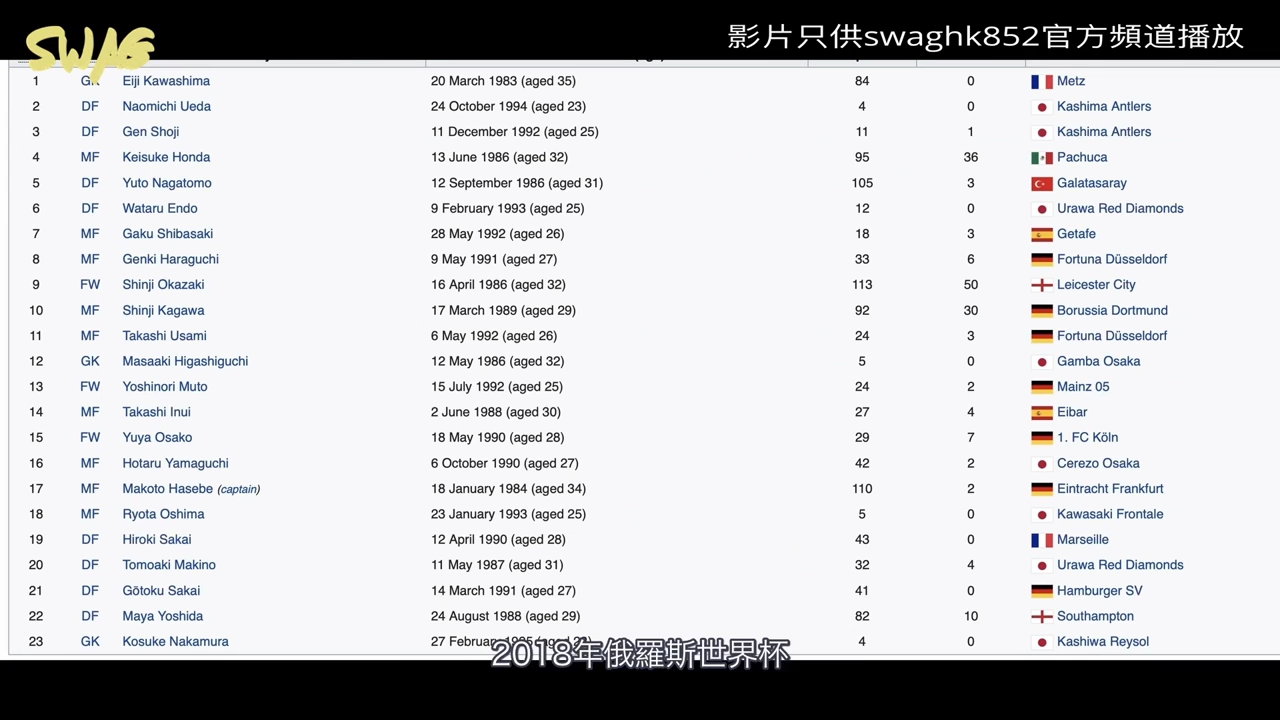 SWAG
影片只供swaghk852官方頻道播放
1 GK Eiji Kawashima 20 March 1983 (aged 35) 84 0 Metz
2 DF Naomichi Ueda 24 October 1994 (aged 23) 4 0 Kashima Antlers
3 DF Gen Shoji 11 December 1992 (aged 25) 11 1 Kashima Antlers
4 MF Keisuke Honda 13 June 1986 (aged 32) 95 36 Pachuca
5 DF Yuto Nagatomo 12 September 1986 (aged 31) 105 3 Galatasaray
6 DF Wataru Endo 9 February 1993 (aged 25) 12 0 Urawa Red Diamonds
7 MF Gaku Shibasaki 28 May 1992 (aged 26) 18 3 Getafe
8 MF Genki Haraguchi 9 May 1991 (aged 27) 33 6 Fortuna Düsseldorf
9 FW Shinji Okazaki 16 April 1986 (aged 32) 113 50 Leicester City
10 MF Shinji Kagawa 17 March 1989 (aged 29) 92 30 Borussia Dortmund
11 MF Takashi Usami 6 May 1992 (aged 26) 24 3 Fortuna Düsseldorf
12 GK Masaaki Higashiguchi 12 May 1986 (aged 32) 5 0 Gamba Osaka
13 FW Yoshinori Muto 15 July 1992 (aged 25) 24 2 Mainz 05
14 MF Takashi Inui 2 June 1988 (aged 30) 27 4 Eibar
15 FW Yuya Osako 18 May 1990 (aged 28) 29 7 1. FC Köln
16 MF Hotaru Yamaguchi 6 October 1990 (aged 27) 42 2 Cerezo Osaka
17 MF Makoto Hasebe (captain) 18 January 1984 (aged 34) 110 2 Eintracht Frankfurt
18 MF Ryota Oshima 23 January 1993 (aged 25) 5 0 Kawasaki Frontale
19 DF Hiroki Sakai 12 April 1990 (aged 28) 43 0 Marseille
20 DF Tomoaki Makino 11 May 1987 (aged 31) 32 4 Urawa Red Diamonds
21 DF Gōtoku Sakai 14 March 1991 (aged 27) 41 0 Hamburger SV
22 DF Maya Yoshida 24 August 1988 (aged 29) 82 10 Southampton
23 GK Kosuke Nakamura 27 4 0 Kashiwa Reysol
2018年俄羅斯世界杯